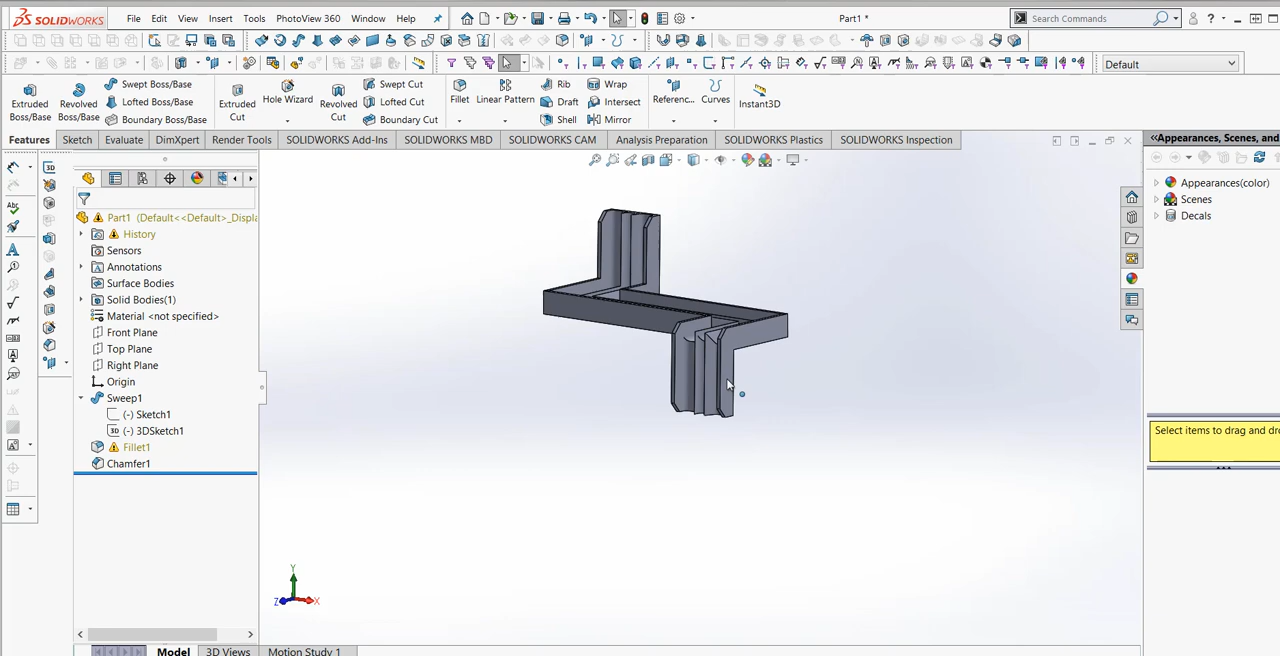 SOLIDWORKS File Edit View Insert Tools PhotoView 360 Window Help Part1 * Search Commands ?
Default
Extruded Boss/Base Revolved Boss/Base Swept Boss/Base Lofted Boss/Base Boundary Boss/Base Extruded Cut Hole Wizard Revolved Cut Swept Cut Lofted Cut Boundary Cut Fillet Linear Pattern Rib Draft Shell Wrap Intersect Mirror Referenc... Curves Instant3D
Features Sketch Evaluate DimXpert Render Tools SOLIDWORKS Add-Ins SOLIDWORKS MBD SOLIDWORKS CAM Analysis Preparation SOLIDWORKS Plastics SOLIDWORKS Inspection
<<Appearances, Scenes, and
Part1 (Default<<Default>_Displa
History
Sensors
Annotations
Surface Bodies
Solid Bodies(1)
Material <not specified>
Front Plane
Top Plane
Right Plane
Origin
Sweep1
(-) Sketch1
3D (-) 3DSketch1
Fillet1
Chamfer1
Appearances(color)
Scenes
Decals
Select items to drag and dro
Y
Z
X
Model 3D Views Motion Study 1